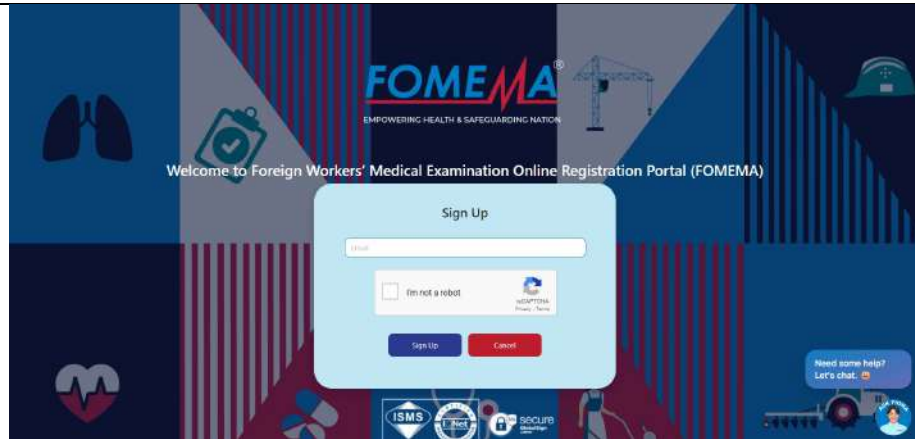 FOMEMA®
EMPOWERING HEALTH & SAFEGUARDING NATION
Welcome to Foreign Workers' Medical Examination Online Registration Portal (FOMEMA)
Sign Up
Email
I'm not a robot
reCAPTCHA
Privacy - Terms
Sign Up
Cancel
Need some help?
Let's chat.
ISMS
secure
GlobalSign